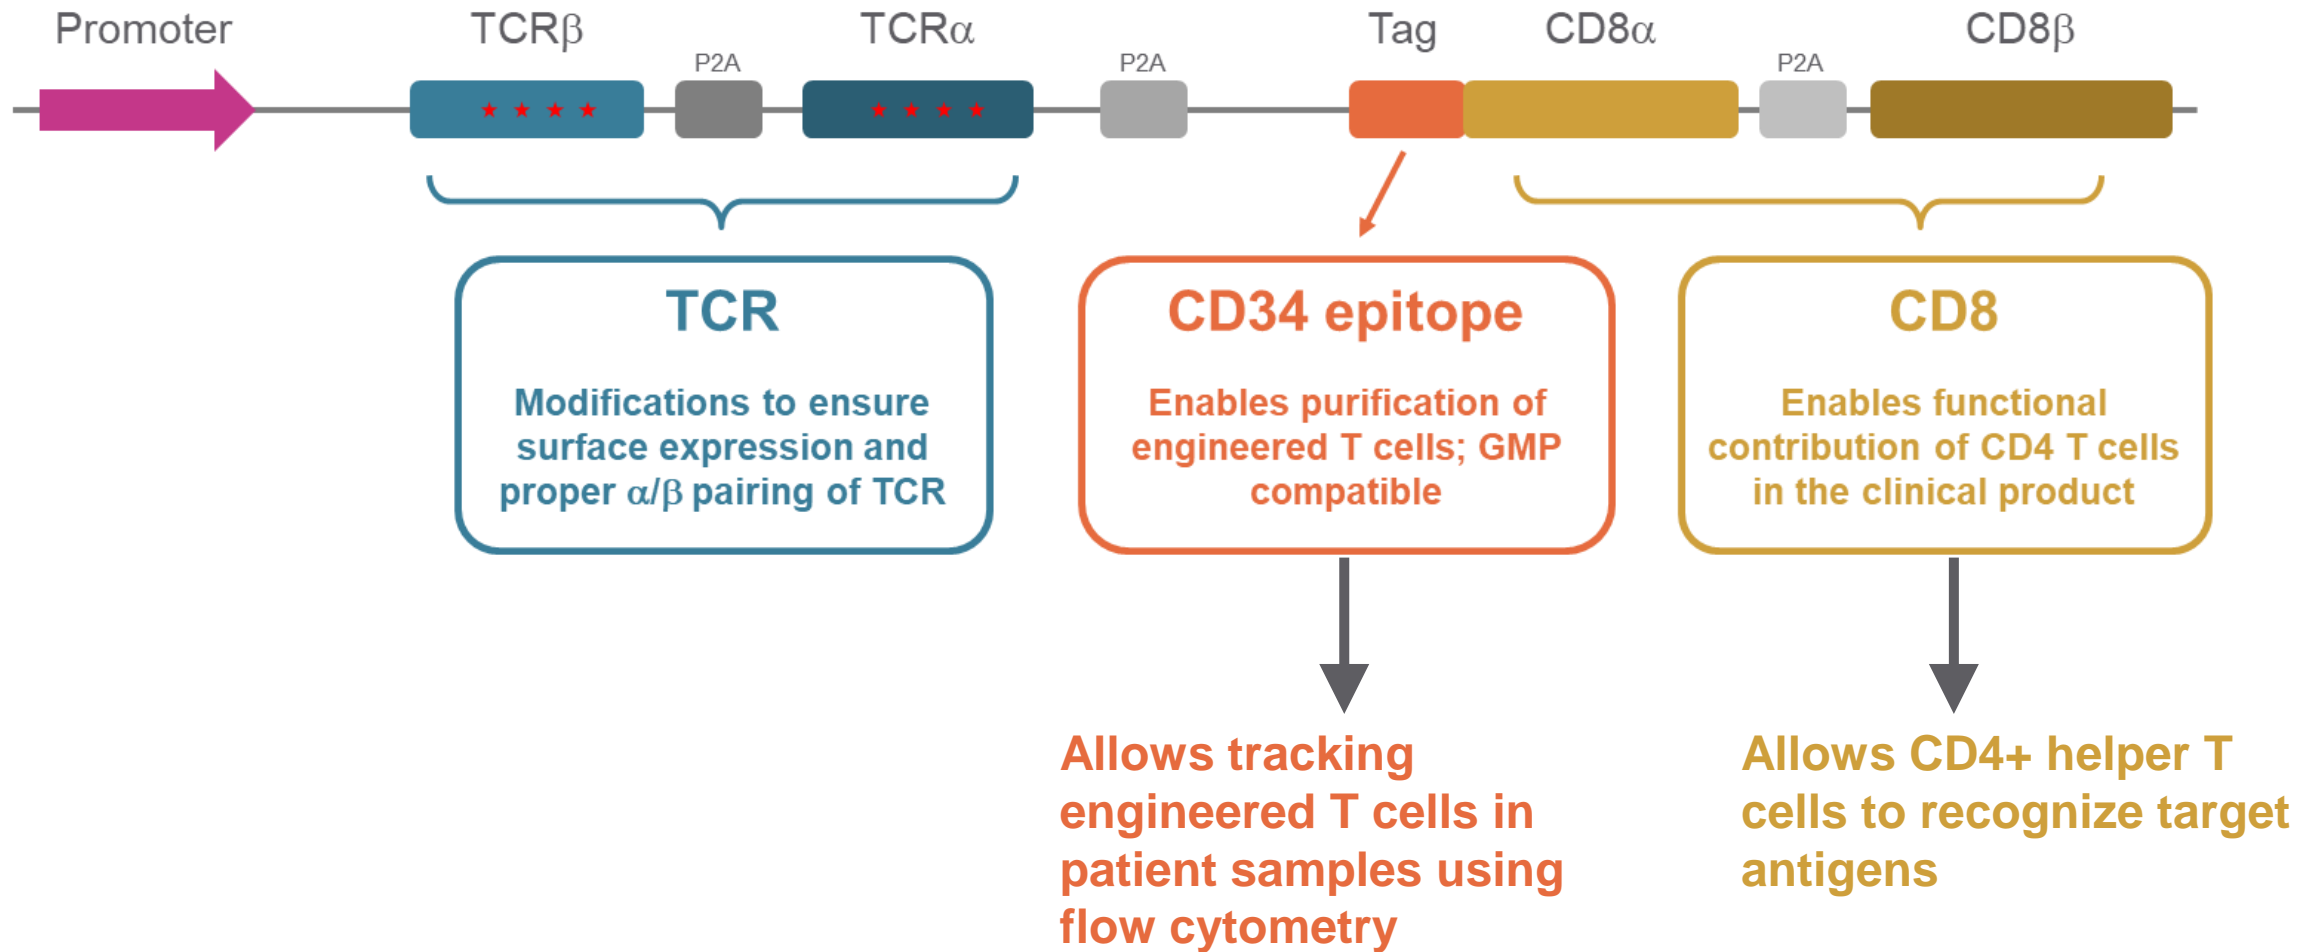 Promoter
TCRβ
P2A
TCRα
P2A
Tag
CD8α
P2A
CD8β
TCR
Modifications to ensure
surface expression and
proper α/β pairing of TCR
CD34 epitope
Enables purification of
engineered T cells; GMP
compatible
CD8
Enables functional
contribution of CD4 T cells
in the clinical product
Allows tracking
engineered T cells in
patient samples using
flow cytometry
Allows CD4+ helper T
cells to recognize target
antigens